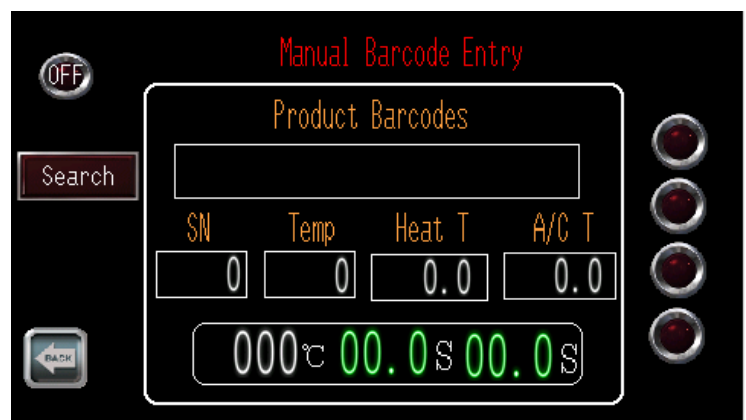 Manual Barcode Entry
OFF
Product Barcodes
Search
SN Temp Heat T A/C T
0 0 0.0 0.0
000℃ 00.0S 00.0S
BACK